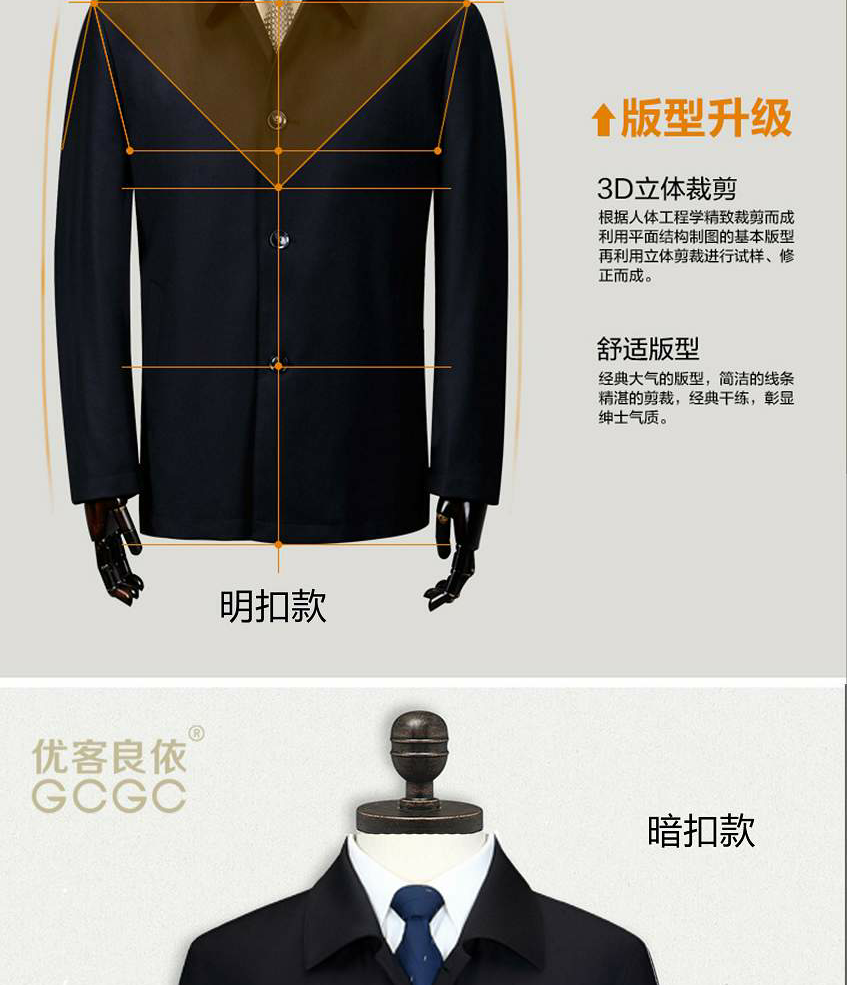 版型升级
3D立体裁剪
根据人体工程学精致裁剪而成
利用平面结构制图的基本版型
再利用立体剪裁进行试样、修
正而成。
舒适版型
经典大气的版型，简洁的线条
精湛的剪裁，经典干练，彰显
绅士气质。
明扣款
优客良依®
GCGC
暗扣款